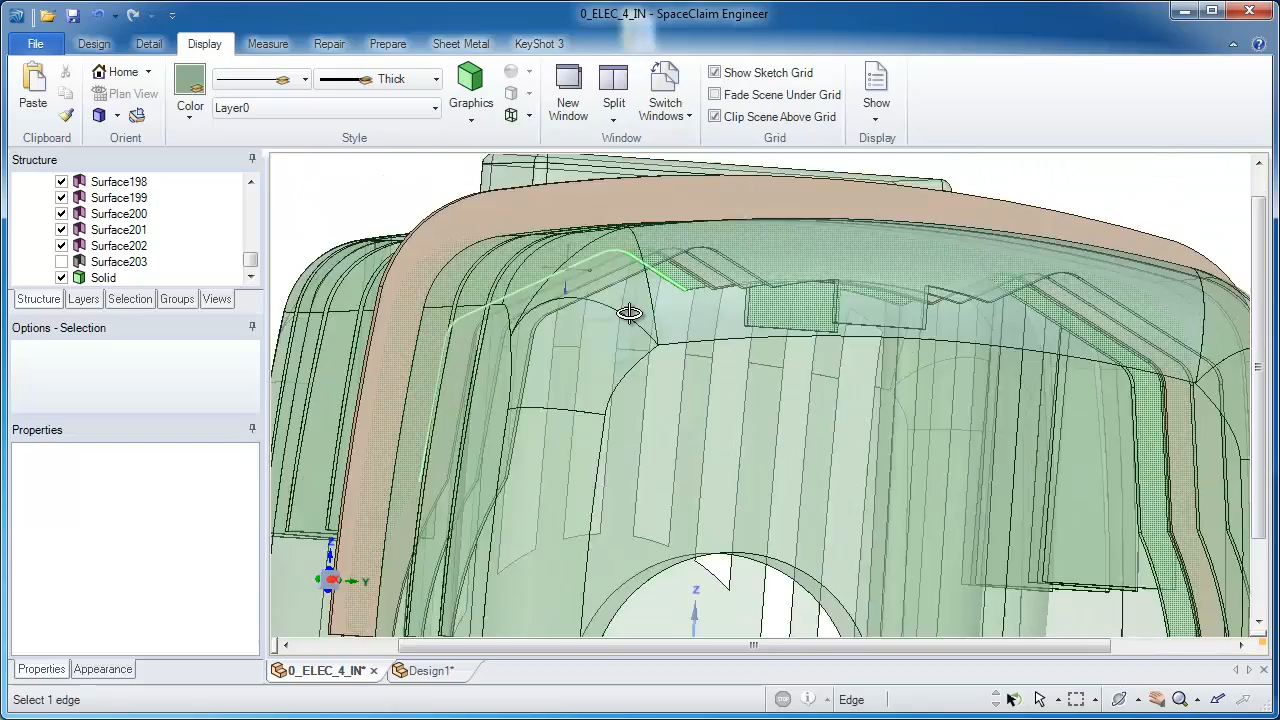 0_ELEC_4_IN - SpaceClaim Engineer
File Design Detail Display Measure Repair Prepare Sheet Metal KeyShot 3
Paste
Clipboard
Home
Plan View
Orient
Color
Thick
Layer0
Graphics
Style
New Window
Split
Switch Windows
Window
Show Sketch Grid
Fade Scene Under Grid
Clip Scene Above Grid
Grid
Show
Display
Structure
Surface198
Surface199
Surface200
Surface201
Surface202
Surface203
Solid
Structure Layers Selection Groups Views
Options - Selection
Properties
Properties Appearance
Z
Y
Z
0_ELEC_4_IN* Design1*
Select 1 edge
Edge